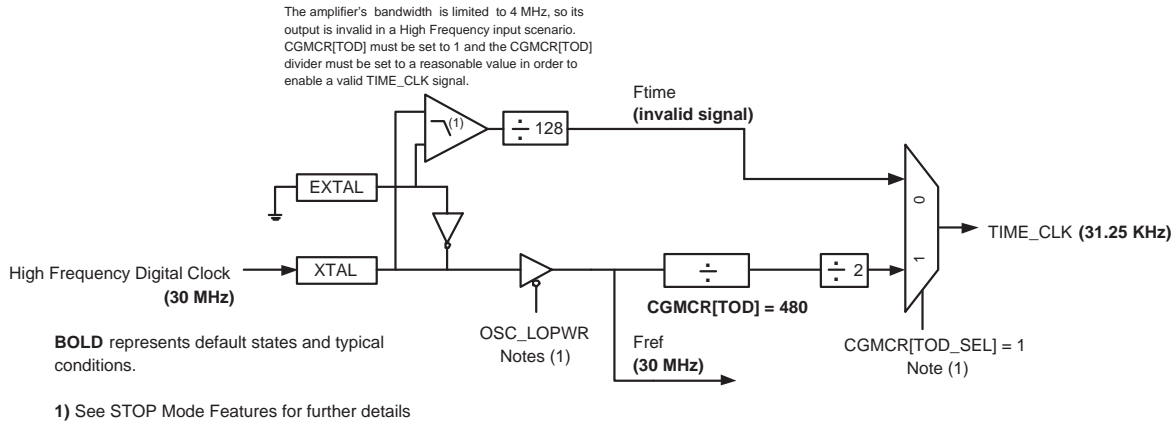 The amplifier's bandwidth is limited to 4 MHz, so its
output is invalid in a High Frequency input scenario.
CGMCR[TOD] must be set to 1 and the CGMCR[TOD]
divider must be set to a reasonable value in order to
enable a valid TIME_CLK signal.
Ftime
(invalid signal)
(1)
÷ 128
EXTAL
0
TIME_CLK (31.25 KHz)
High Frequency Digital Clock
(30 MHz)
XTAL
÷
÷ 2
1
CGMCR[TOD] = 480
OSC_LOPWR
Notes (1)
Fref
(30 MHz)
CGMCR[TOD_SEL] = 1
Note (1)
BOLD represents default states and typical
conditions.
1) See STOP Mode Features for further details